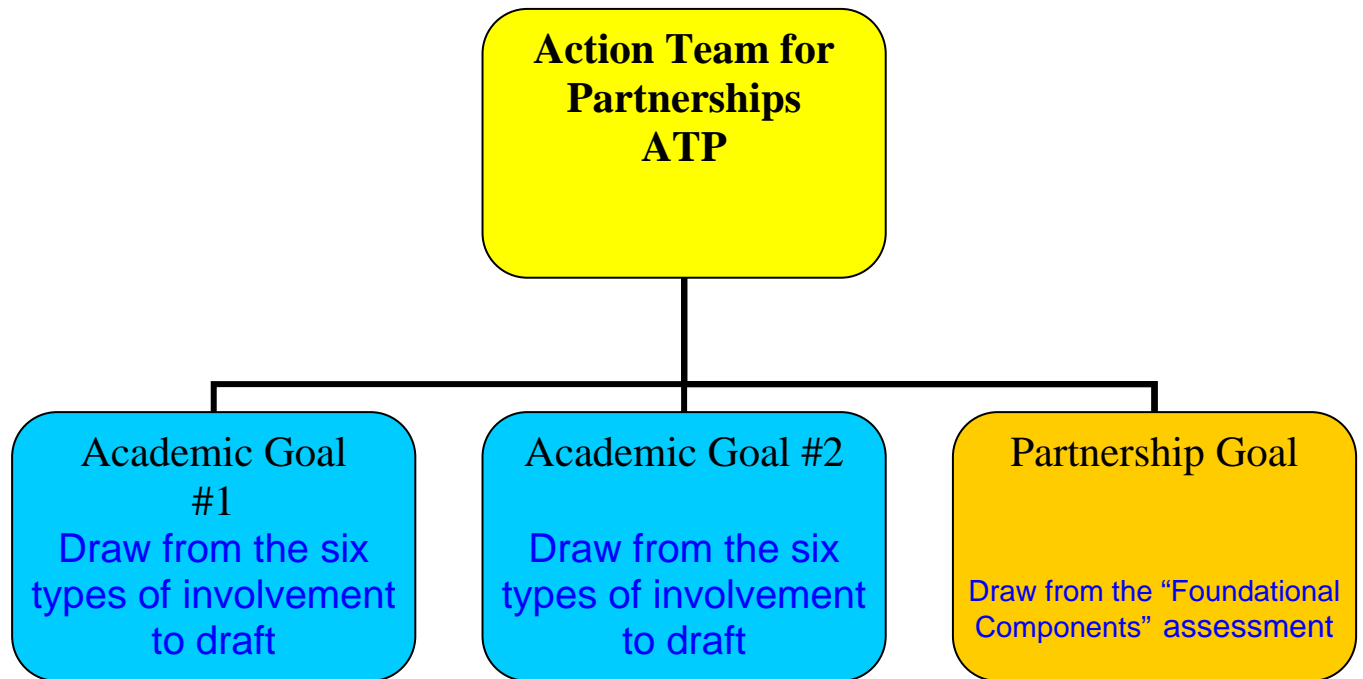 Action Team for
Partnerships
ATP
Academic Goal
#1
Draw from the six
types of involvement
to draft
Academic Goal #2
Draw from the six
types of involvement
to draft
Partnership Goal
Draw from the “Foundational
Components” assessment